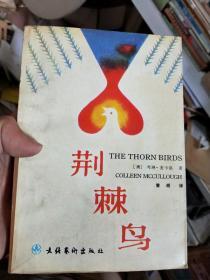 THE THORN BIRDS
[澳] 考琳·麦卡洛 著
COLLEEN MCCULLOUGH
曾胡 译
荆棘鸟
文化艺术出版社